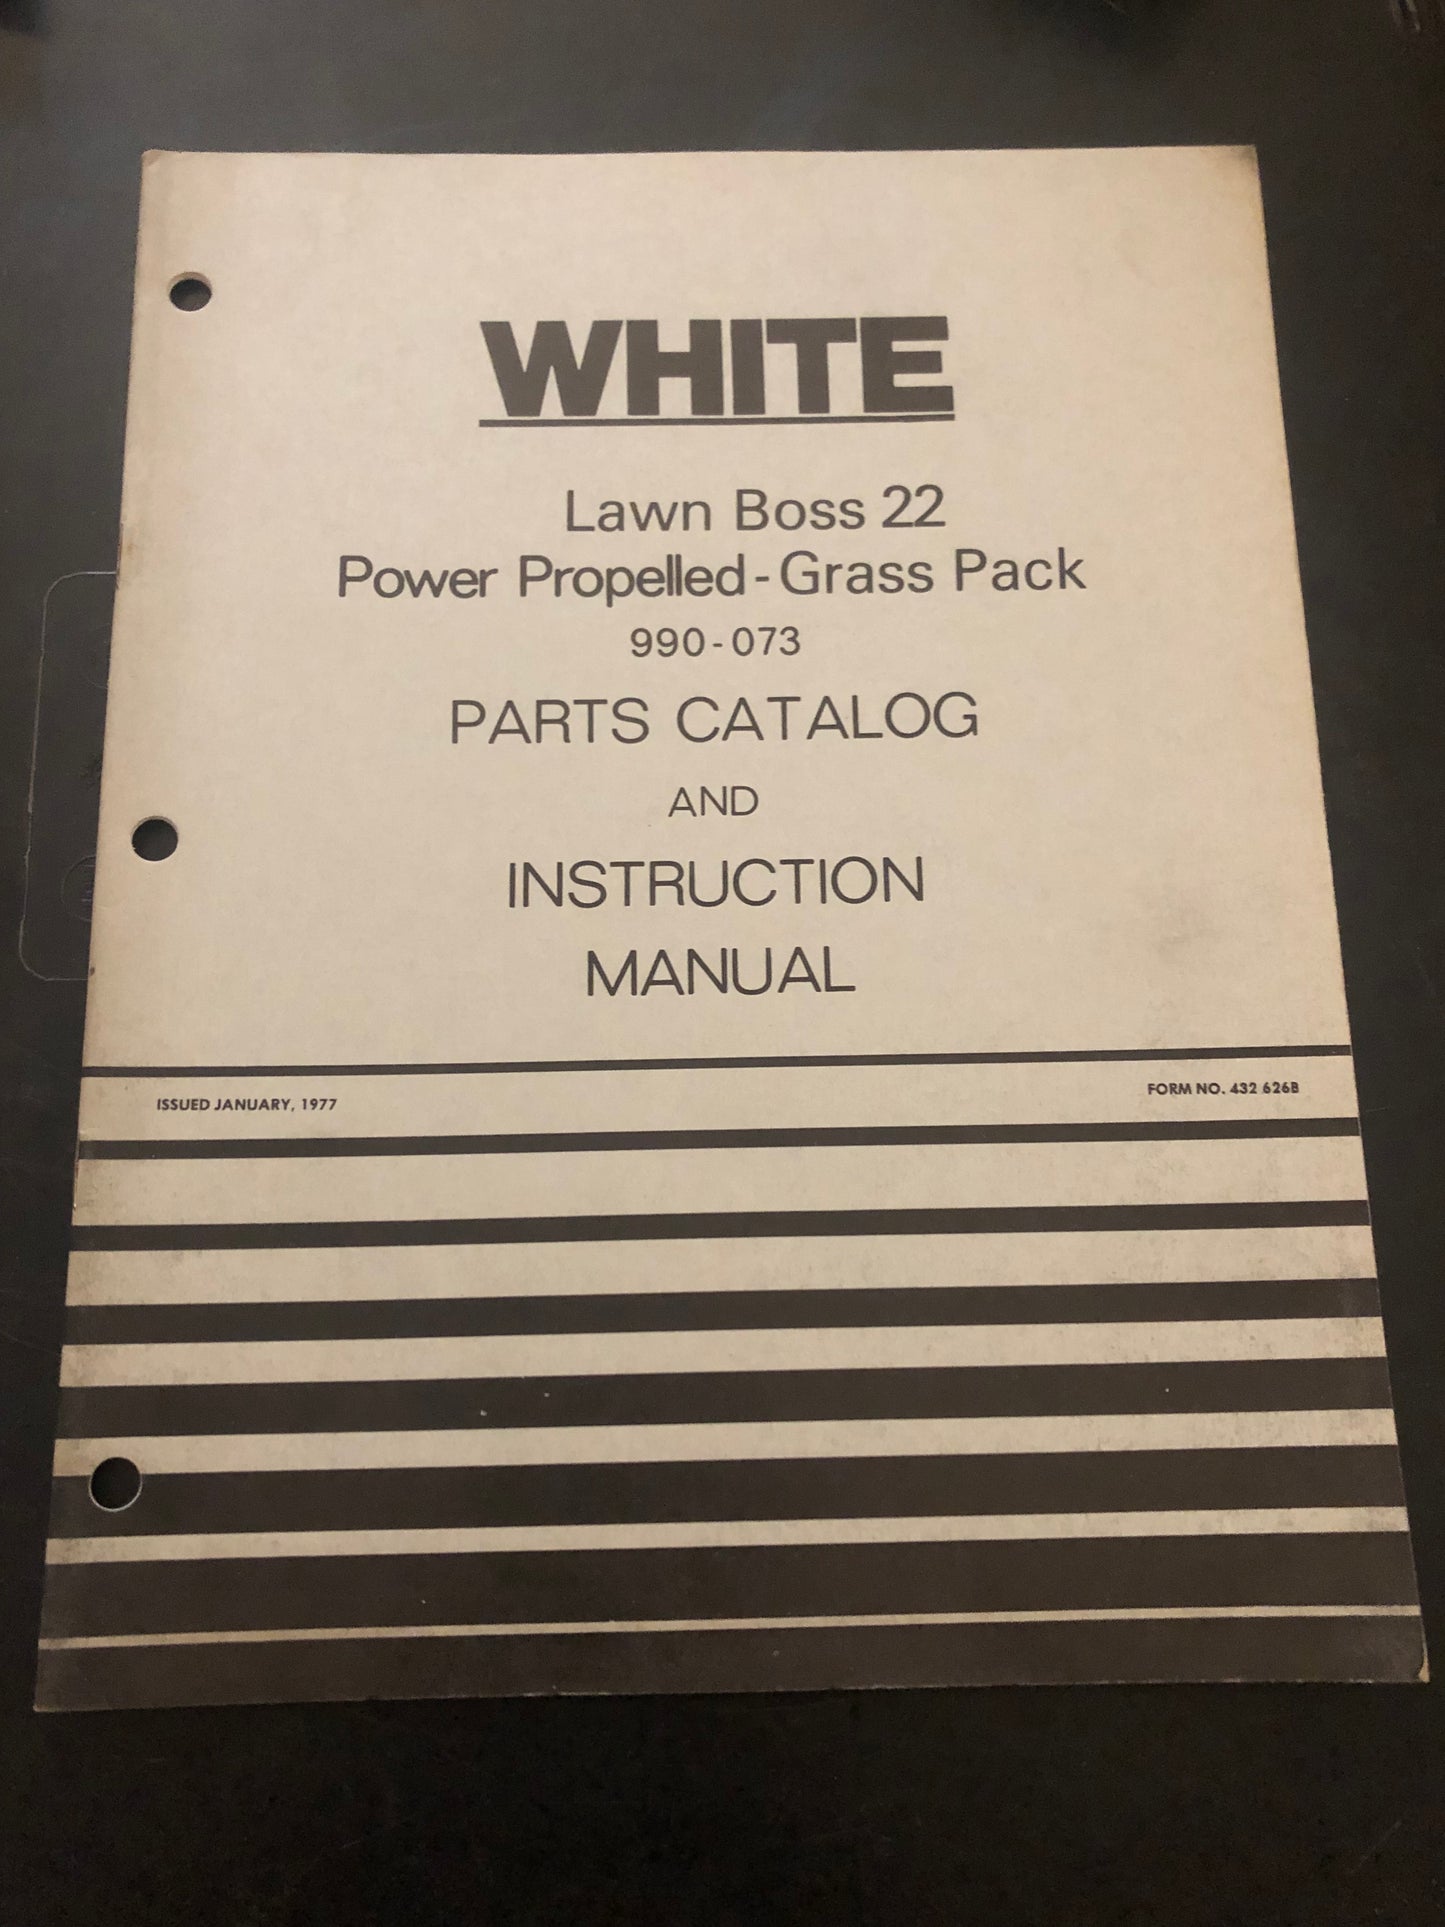 WHITE
Lawn Boss 22
Power Propelled-Grass Pack
990-073
PARTS CATALOG
AND
INSTRUCTION
MANUAL
ISSUED JANUARY, 1977
FORM NO. 432 626B